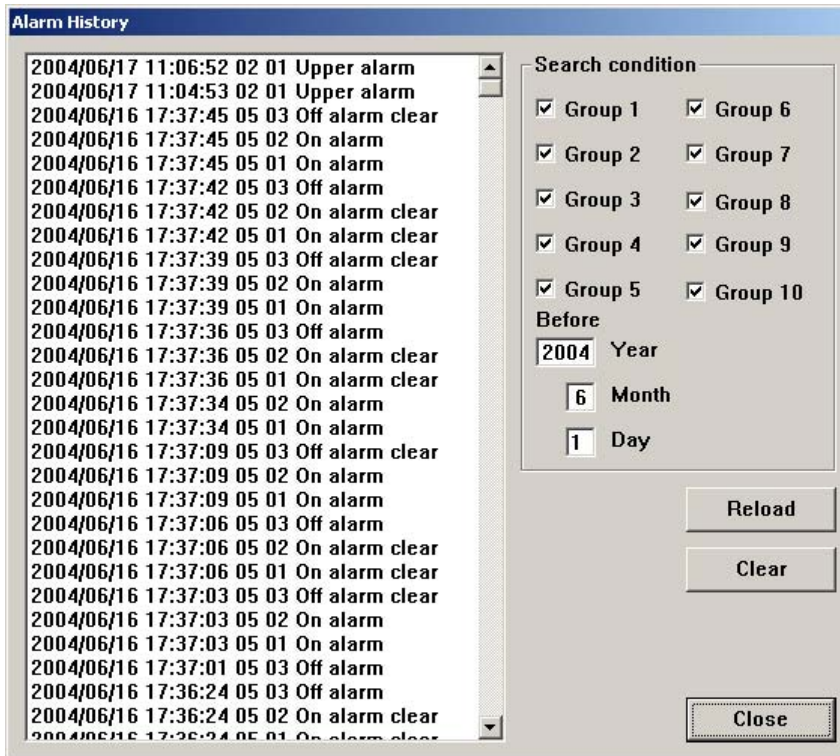 Alarm History
2004/06/17 11:06:52 02 01 Upper alarm
2004/06/17 11:04:53 02 01 Upper alarm
2004/06/16 17:37:45 05 03 Off alarm clear
2004/06/16 17:37:45 05 02 On alarm
2004/06/16 17:37:45 05 01 On alarm
2004/06/16 17:37:42 05 03 Off alarm
2004/06/16 17:37:42 05 02 On alarm clear
2004/06/16 17:37:42 05 01 On alarm clear
2004/06/16 17:37:39 05 03 Off alarm clear
2004/06/16 17:37:39 05 02 On alarm
2004/06/16 17:37:39 05 01 On alarm
2004/06/16 17:37:36 05 03 Off alarm
2004/06/16 17:37:36 05 02 On alarm clear
2004/06/16 17:37:36 05 01 On alarm clear
2004/06/16 17:37:34 05 02 On alarm
2004/06/16 17:37:34 05 01 On alarm
2004/06/16 17:37:09 05 03 Off alarm clear
2004/06/16 17:37:09 05 02 On alarm
2004/06/16 17:37:09 05 01 On alarm
2004/06/16 17:37:06 05 03 Off alarm
2004/06/16 17:37:06 05 02 On alarm clear
2004/06/16 17:37:06 05 01 On alarm clear
2004/06/16 17:37:03 05 03 Off alarm clear
2004/06/16 17:37:03 05 02 On alarm
2004/06/16 17:37:03 05 01 On alarm
2004/06/16 17:37:01 05 03 Off alarm
2004/06/16 17:36:24 05 03 Off alarm
2004/06/16 17:36:24 05 02 On alarm clear
2004/06/16 17:36:24 05 01 On alarm clear
Search condition
Group 1
Group 6
Group 2
Group 7
Group 3
Group 8
Group 4
Group 9
Group 5
Group 10
Before
2004 Year
6 Month
1 Day
Reload
Clear
Close